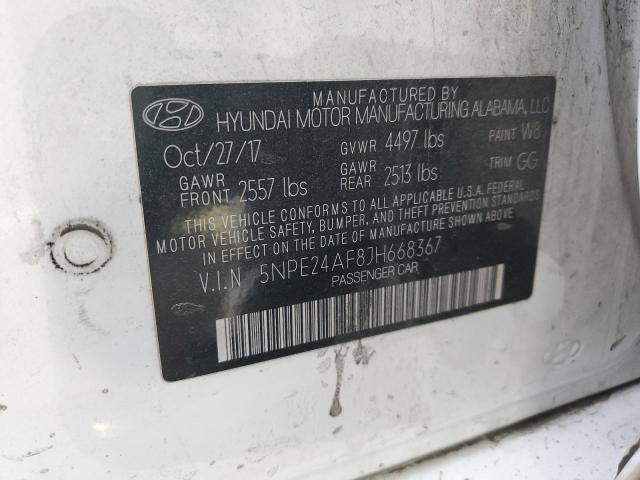 MANUFACTURED BY
HYUNDAI MOTOR MANUFACTURING ALABAMA, LLC
Oct/27/17 GVWR 4497 lbs PAINT W8
GAWR FRONT 2557 lbs GAWR REAR 2513 lbs TRIM GG
THIS VEHICLE CONFORMS TO ALL APPLICABLE U.S.A. FEDERAL
MOTOR VEHICLE SAFETY, BUMPER, AND THEFT PREVENTION
STANDARDS IN EFFECT ON THE DATE OF MANUFACTURE SHOWN ABOVE
V.I.N 5NPE24AF8JH668367
PASSENGER CAR